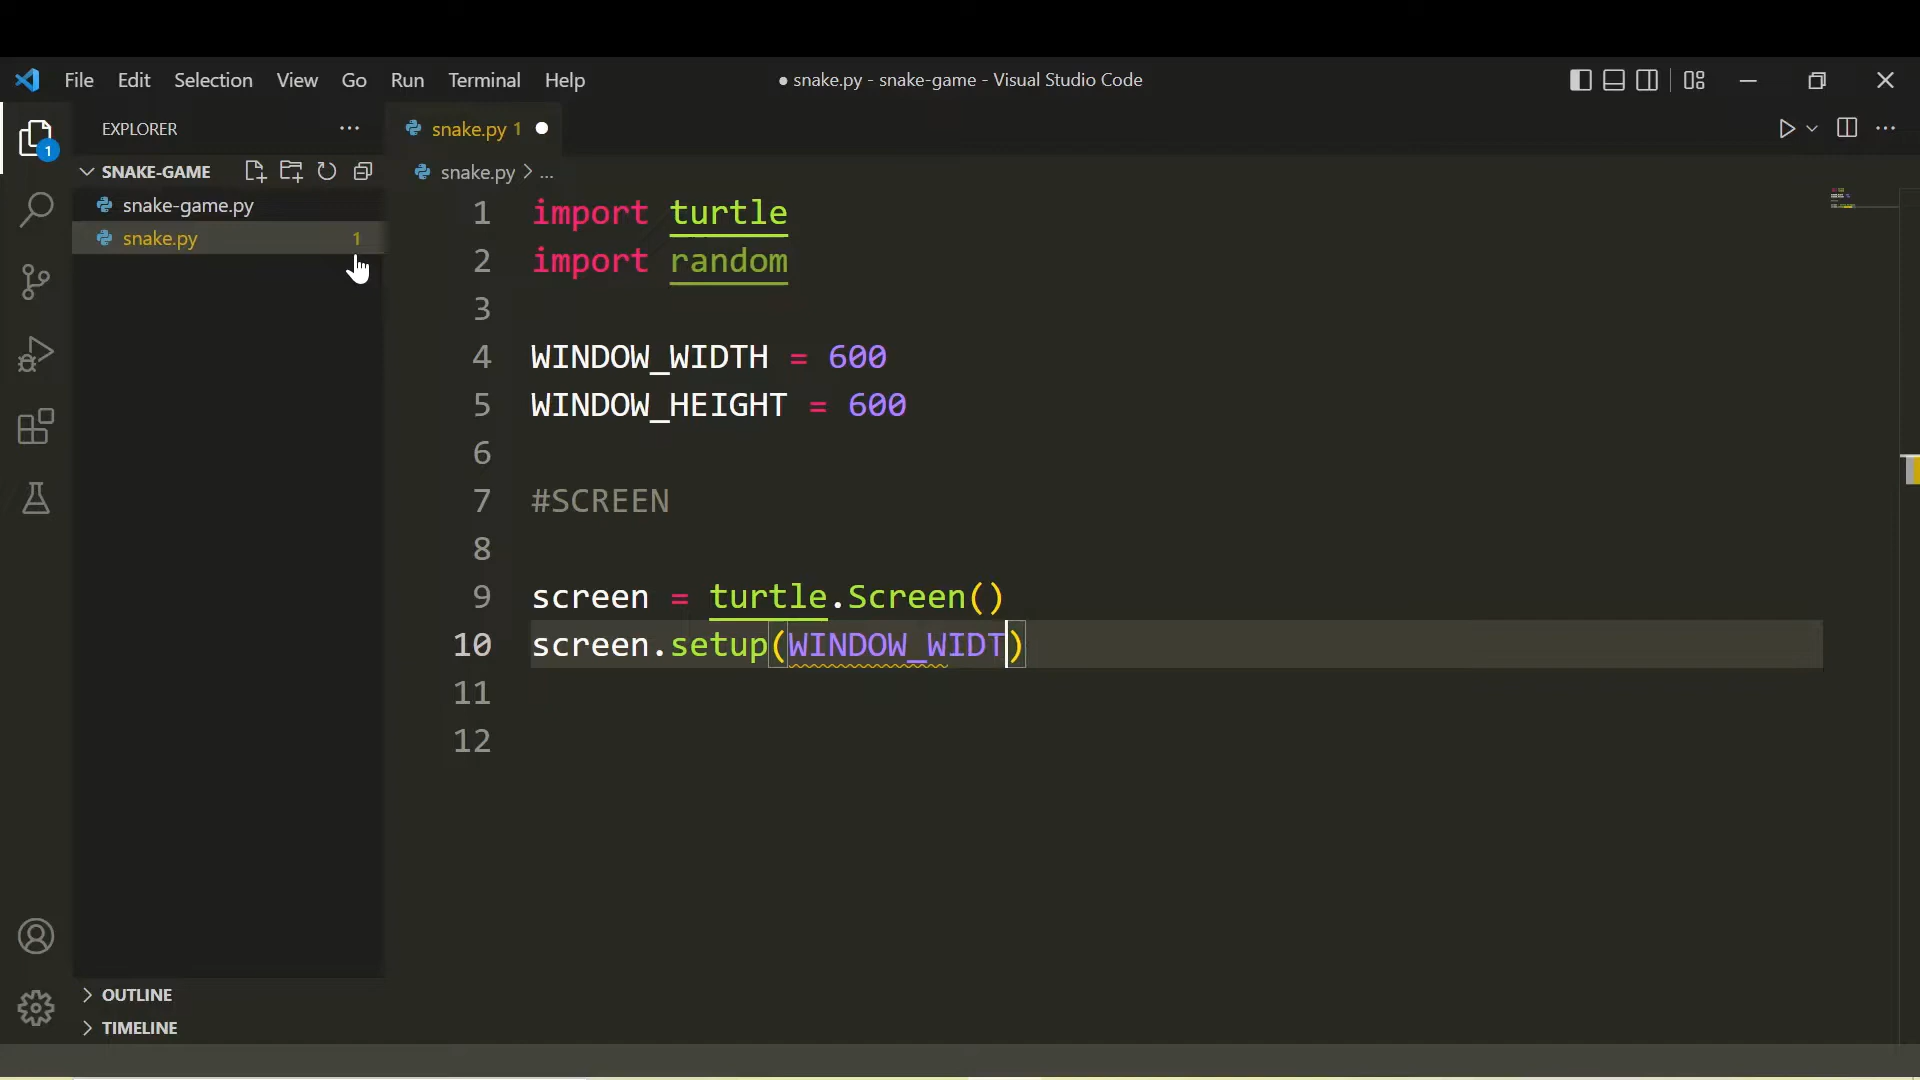 File Edit Selection View Go Run Terminal Help ● snake.py - snake-game - Visual Studio Code
EXPLORER ...
snake.py 1 ●
1
SNAKE-GAME
snake.py > ...
snake-game.py
snake.py 1
1 import turtle
2 import random
3
4 WINDOW_WIDTH = 600
5 WINDOW_HEIGHT = 600
6
7 #SCREEN
8
9 screen = turtle.Screen()
10 screen.setup(WINDOW_WIDT)
11
12
OUTLINE
TIMELINE